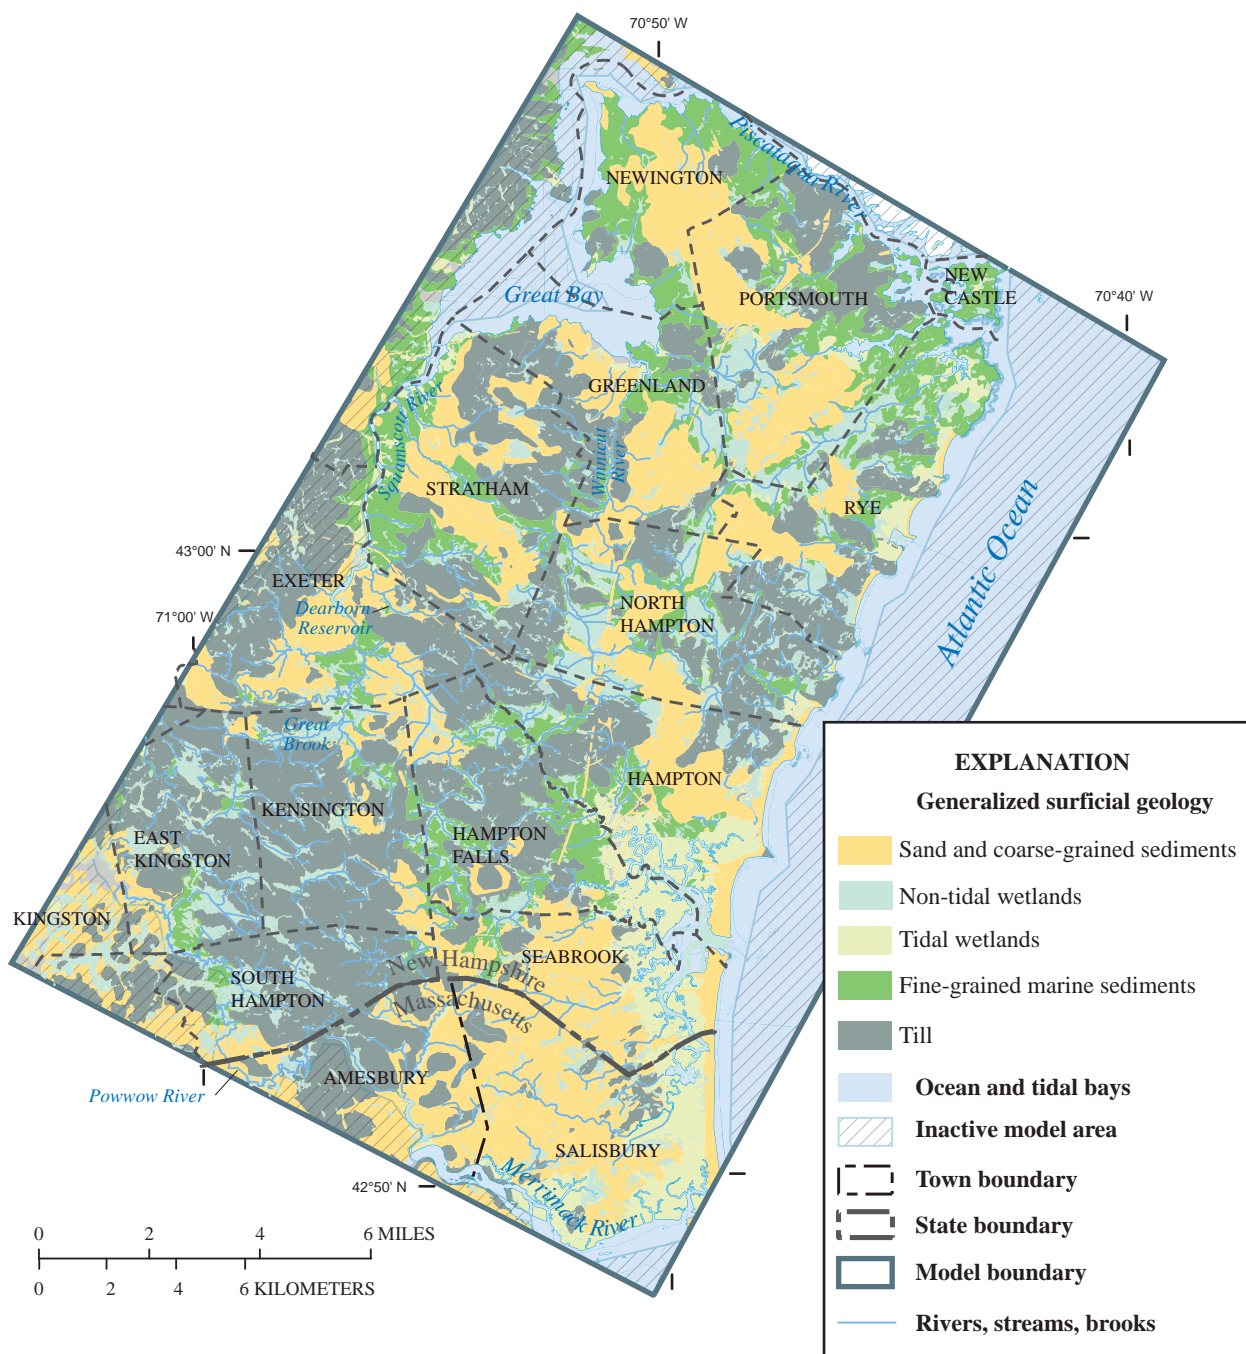 70°50' W
Piscataqua River
NEWINGTON
NEW
CASTLE
Great Bay
PORTSMOUTH
70°40' W
GREENLAND
Squamscott River
Winnicut
River
STRATHAM
RYE
Atlantic Ocean
43°00' N
EXETER
Dearborn
Reservoir
71°00' W
NORTH
HAMPTON
Great
Brook
HAMPTON
KENSINGTON
EAST
KINGSTON
HAMPTON
FALLS
KINGSTON
SEABROOK
New Hampshire
SOUTH
HAMPTON
Massachusetts
AMESBURY
Powwow River
SALISBURY
Merrimack River
42°50' N
0 2 4 6 MILES
0 2 4 6 KILOMETERS
EXPLANATION
Generalized surficial geology
Sand and coarse-grained sediments
Non-tidal wetlands
Tidal wetlands
Fine-grained marine sediments
Till
Ocean and tidal bays
Inactive model area
Town boundary
State boundary
Model boundary
Rivers, streams, brooks